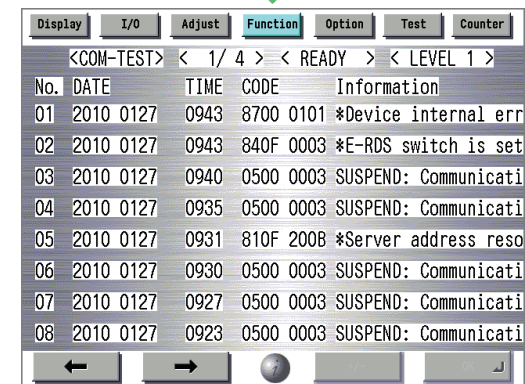 Display I/O Adjust Function Option Test Counter
<COM-TEST> < 1/ 4 > < READY > < LEVEL 1 >
No. DATE TIME CODE Information
01 2010 0127 0943 8700 0101 *Device internal err
02 2010 0127 0943 840F 0003 *E-RDS switch is set
03 2010 0127 0940 0500 0003 SUSPEND: Communicati
04 2010 0127 0935 0500 0003 SUSPEND: Communicati
05 2010 0127 0931 810F 200B *Server address reso
06 2010 0127 0930 0500 0003 SUSPEND: Communicati
07 2010 0127 0927 0500 0003 SUSPEND: Communicati
08 2010 0127 0923 0500 0003 SUSPEND: Communicati
← → i +/- OK